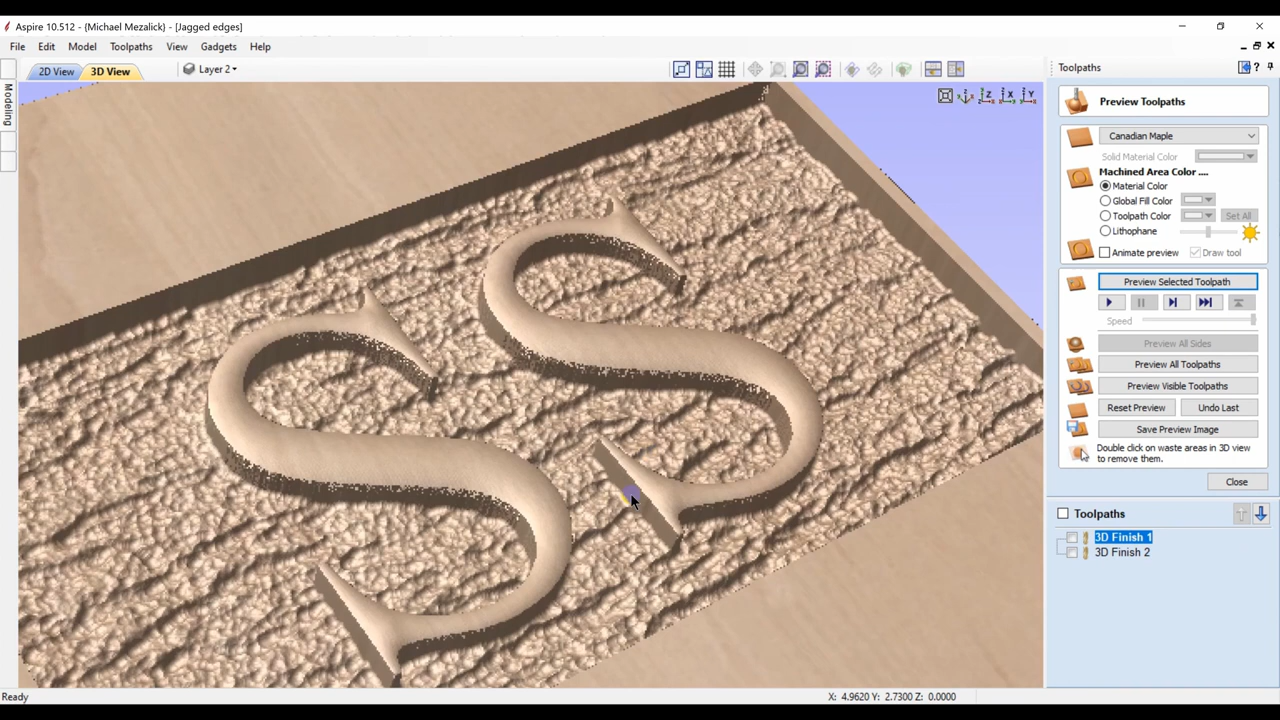 Aspire 10.512 - {Michael Mezalick} - [Jagged edges]
File Edit Model Toolpaths View Gadgets Help
2D View 3D View Layer 2
Modeling
Z X Y
Toolpaths
Preview Toolpaths
Canadian Maple
Solid Material Color
Machined Area Color ....
Material Color
Global Fill Color
Toolpath Color Set All
Lithophane
Animate preview Draw tool
Preview Selected Toolpath
Speed
Preview All Sides
Preview All Toolpaths
Preview Visible Toolpaths
Reset Preview Undo Last
Save Preview Image
Double click on waste areas in 3D view
to remove them.
Close
Toolpaths
3D Finish 1
3D Finish 2
S S
Ready X: 4.9620 Y: 2.7300 Z: 0.0000